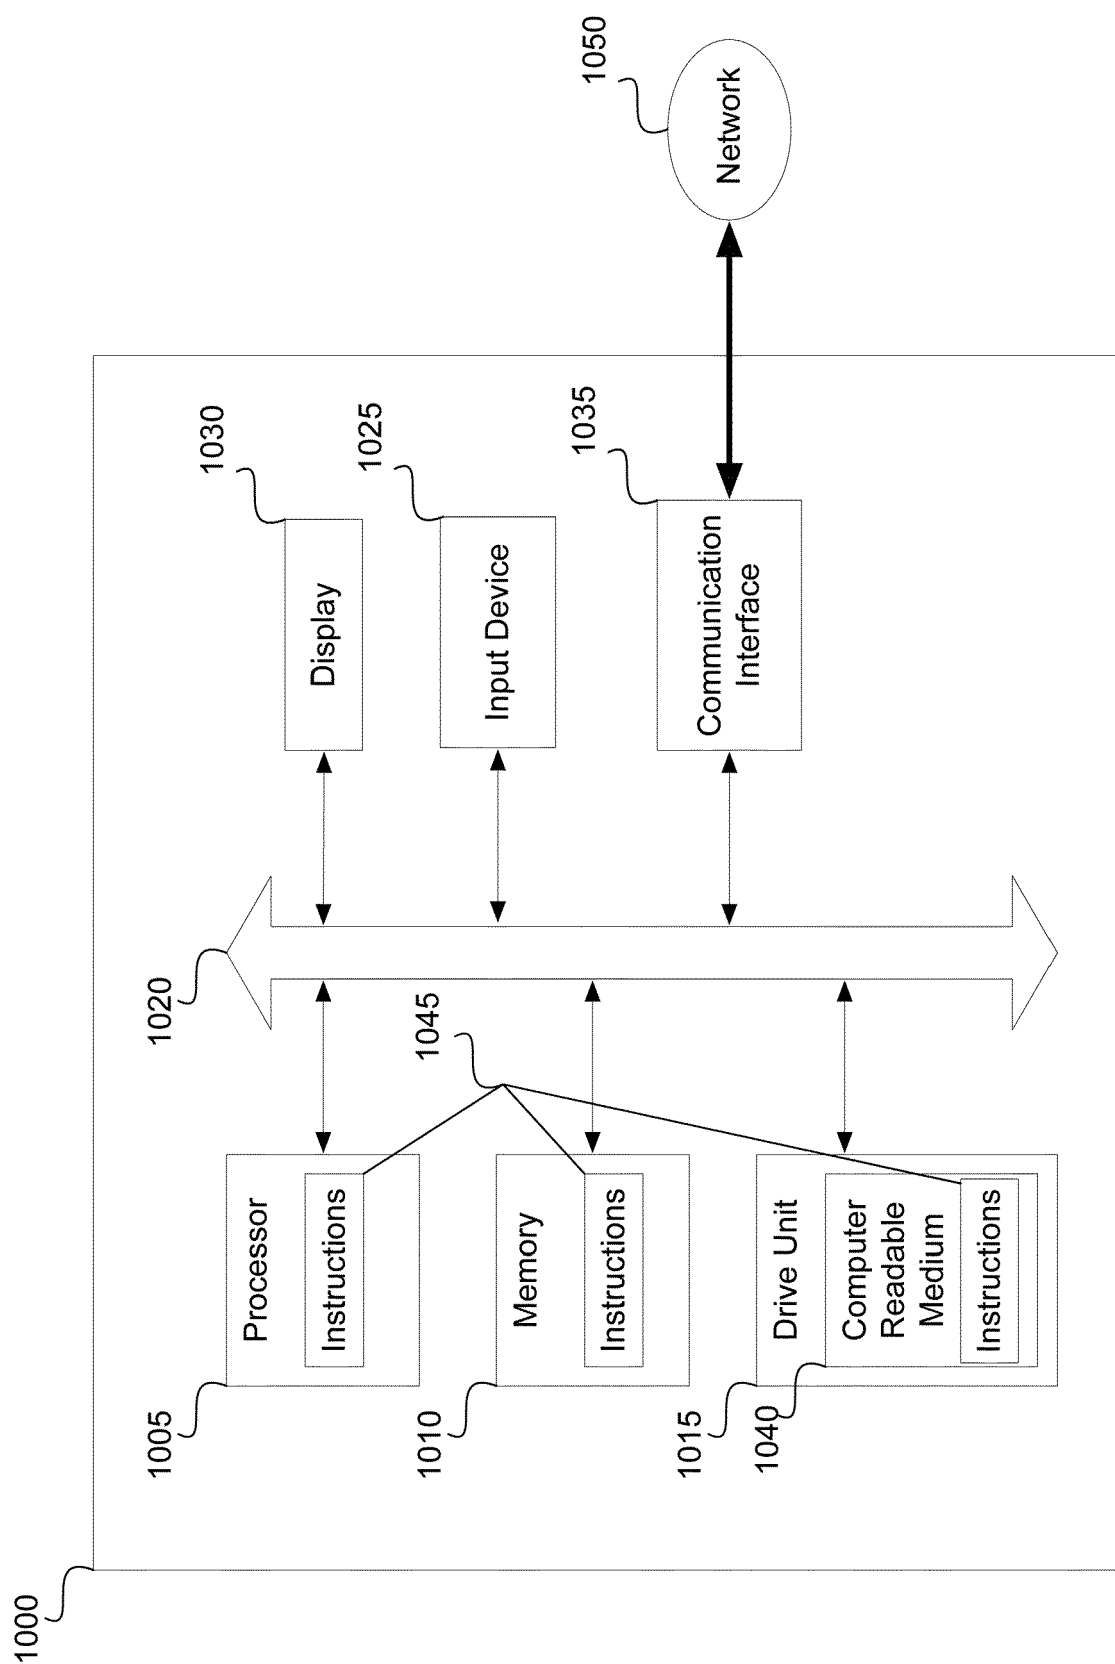 1000
1005
Processor
Instructions
1020
1030
Display
1010
Memory
Instructions
1045
1025
Input Device
1015
Drive Unit
1040
Computer
Readable
Medium
Instructions
1035
Communication
Interface
1050
Network